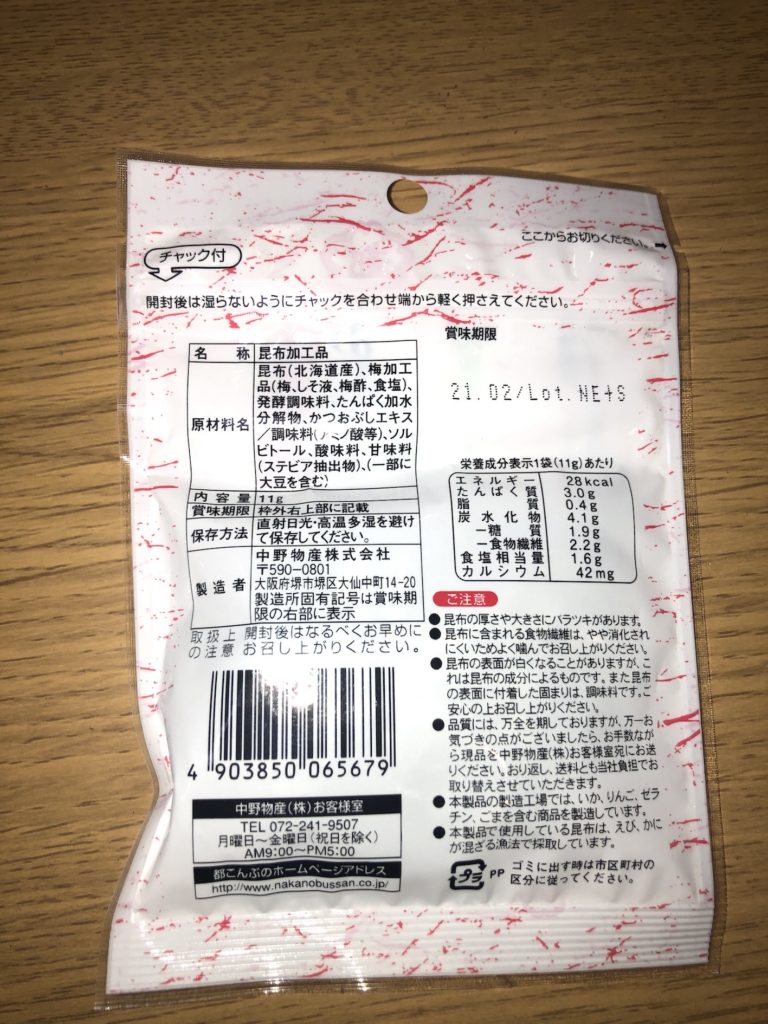 ここからお切りください。
チャック付
開封後は湿らないようにチャックを合わせ端から軽く押さえてください。
名 称 昆布加工品
原材料名 昆布(北海道産)、梅加工
品(梅、しそ液、梅酢、食塩)、
発酵調味料、たんぱく加水
分解物、かつおぶしエキス
/調味料(アミノ酸等)、ソル
ビトール、酸味料、甘味料
(ステビア抽出物)、(一部に
大豆を含む)
内容量 11g
賞味期限 枠外右上部に記載
保存方法 直射日光・高温多湿を避け
て保存してください。
製造者 中野物産株式会社
〒590-0801
大阪府堺市堺区大仙中町14-20
製造所固有記号は賞味期
限の右部に表示
取扱上の注意 開封後はなるべくお早めに
お召し上がりください。
4 903850 065679
中野物産(株)お客様室
TEL 072-241-9507
月曜日〜金曜日(祝日を除く)
AM9:00〜PM5:00
都こんぶのホームページアドレス
http://www.nakanobussan.co.jp/
賞味期限
21.02/Lot.NE+S
栄養成分表示1袋(11g)あたり
エネルギー 28kcal
たんぱく質 3.0g
脂質 0.4g
炭水化物 4.1g
−糖質 1.9g
−食物繊維 2.2g
食塩相当量 1.6g
カルシウム 42mg
ご注意
●昆布の厚さや大きさにバラツキがあります。
●昆布に含まれる食物繊維は、やや消化され
にくいためよく噛んでお召し上がりください。
●昆布の表面が白くなることがありますが、こ
れは昆布の成分によるものです。また昆布
の表面に付着した固まりは、調味料です。ご
安心の上お召し上がりください。
●品質には、万全を期しておりますが、万一お
気づきの点がございましたら、お手数なが
ら現品を中野物産(株)お客様室宛にお送
りください。おり返し、送料とも当社負担でお
取り替えさせていただきます。
●本製品の製造工場では、いか、りんご、ゼラ
チン、ごまを含む商品を製造しています。
●本製品で使用している昆布は、えび、かに
が混ざる漁法で採取しています。
プラ PP ゴミに出す時は市区町村の
区分に従ってください。